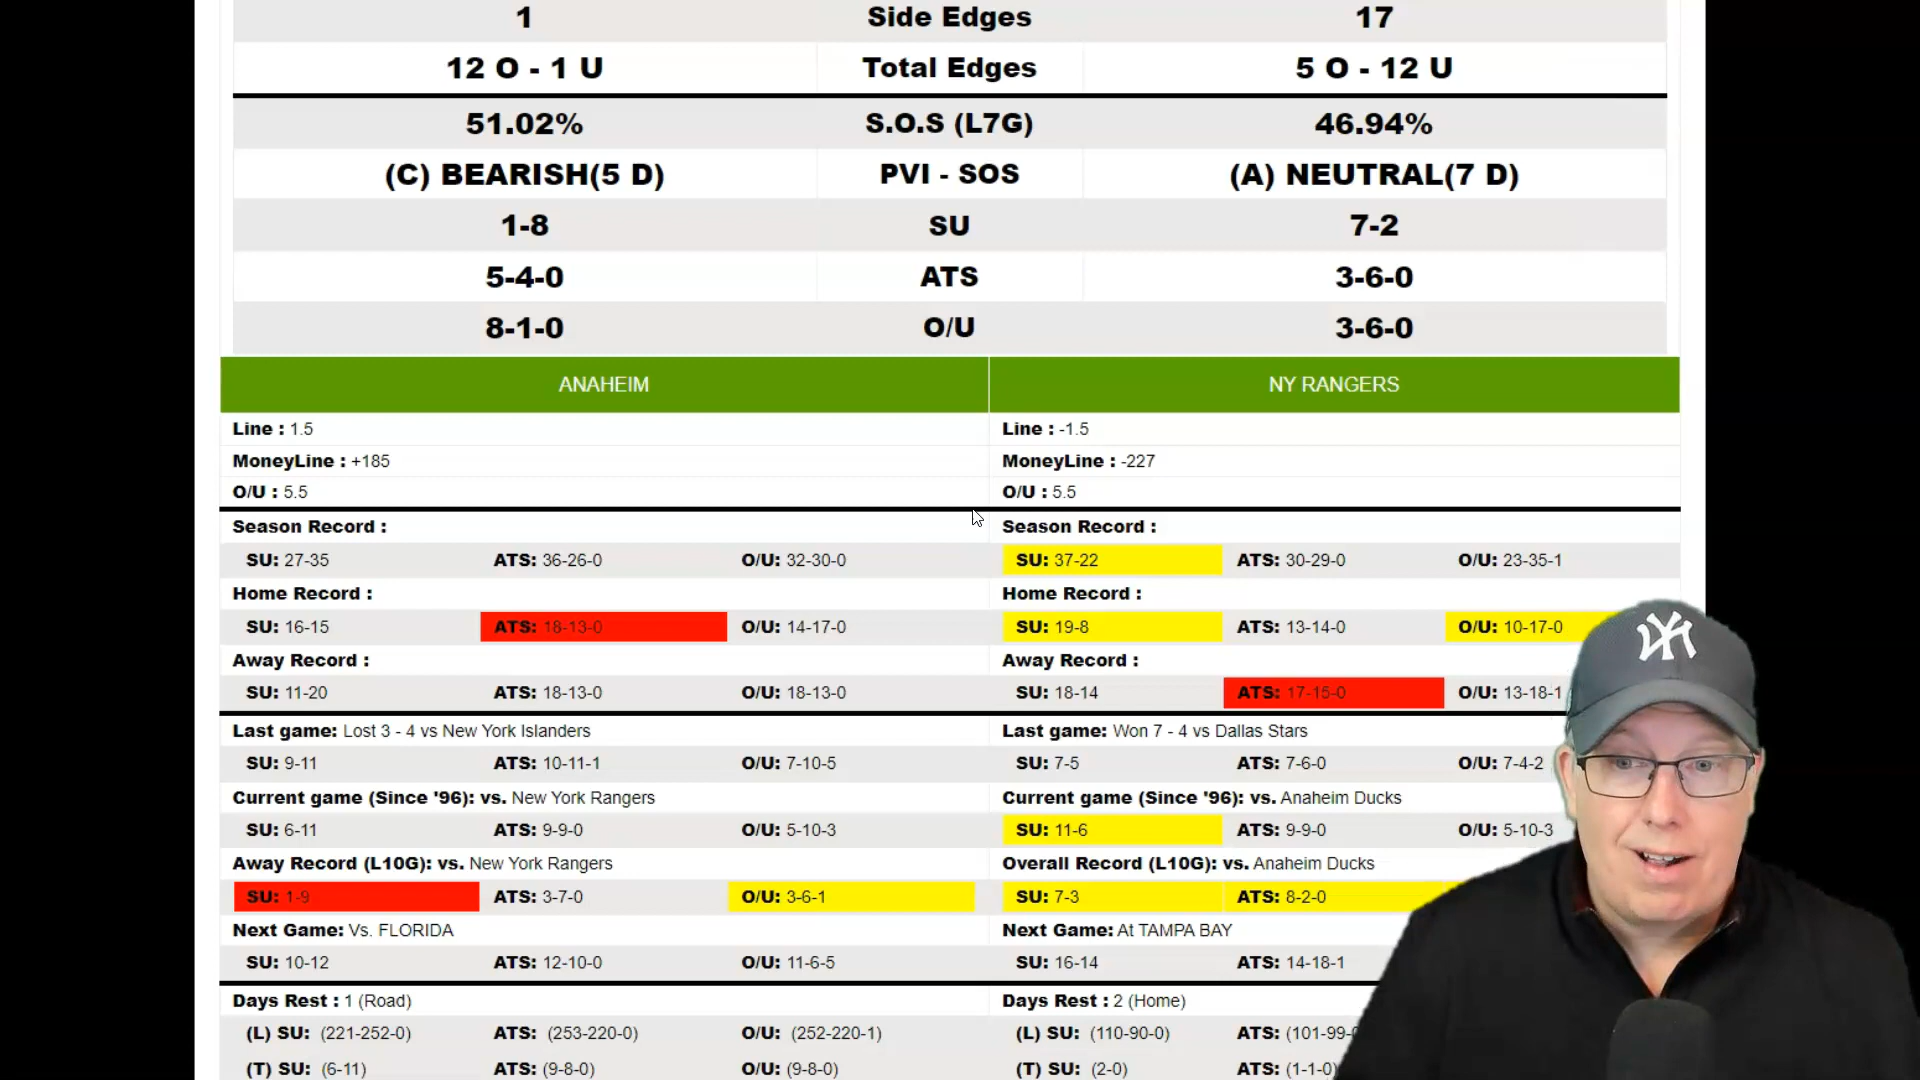 1 Side Edges 17
12 O - 1 U Total Edges 5 O - 12 U
51.02% S.O.S (L7G) 46.94%
(C) BEARISH(5 D) PVI - SOS (A) NEUTRAL(7 D)
1-8 SU 7-2
5-4-0 ATS 3-6-0
8-1-0 O/U 3-6-0
ANAHEIM NY RANGERS
Line : 1.5 Line : -1.5
MoneyLine : +185 MoneyLine : -227
O/U : 5.5 O/U : 5.5
Season Record : Season Record :
SU: 27-35 ATS: 36-26-0 O/U: 32-30-0 SU: 37-22 ATS: 30-29-0 O/U: 23-35-1
Home Record : Home Record :
SU: 16-15 ATS: 18-13-0 O/U: 14-17-0 SU: 19-8 ATS: 13-14-0 O/U: 10-17-0
Away Record : Away Record :
SU: 11-20 ATS: 18-13-0 O/U: 18-13-0 SU: 18-14 ATS: 17-15-0 O/U: 13-18-1
Last game: Lost 3 - 4 vs New York Islanders Last game: Won 7 - 4 vs Dallas Stars
SU: 9-11 ATS: 10-11-1 O/U: 7-10-5 SU: 7-5 ATS: 7-6-0 O/U: 7-4-2
Current game (Since '96): vs. New York Rangers Current game (Since '96): vs. Anaheim Ducks
SU: 6-11 ATS: 9-9-0 O/U: 5-10-3 SU: 11-6 ATS: 9-9-0 O/U: 5-10-3
Away Record (L10G): vs. New York Rangers Overall Record (L10G): vs. Anaheim Ducks
SU: 1-9 ATS: 3-7-0 O/U: 3-6-1 SU: 7-3 ATS: 8-2-0
Next Game: Vs. FLORIDA Next Game: At TAMPA BAY
SU: 10-12 ATS: 12-10-0 O/U: 11-6-5 SU: 16-14 ATS: 14-18-1
Days Rest : 1 (Road) Days Rest : 2 (Home)
(L) SU: (221-252-0) ATS: (253-220-0) O/U: (252-220-1) (L) SU: (110-90-0) ATS: (101-99-
(T) SU: (6-11) ATS: (9-8-0) O/U: (9-8-0) (T) SU: (2-0) ATS: (1-1-0)
NY